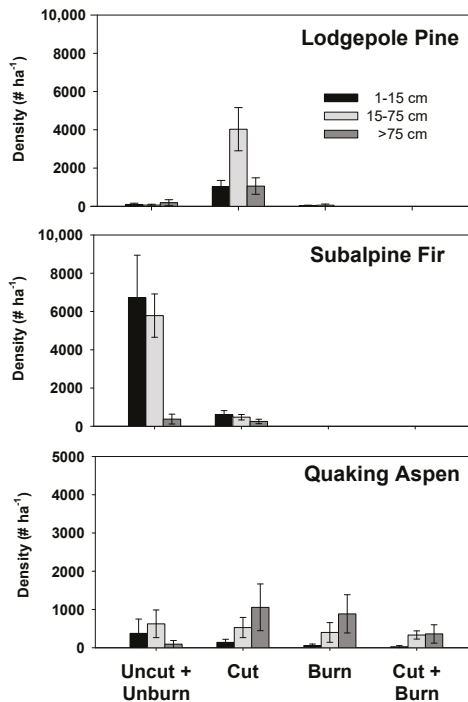 Lodgepole Pine
Density (# ha⁻¹)
10,000
8000
6000
4000
2000
0
1-15 cm
15-75 cm
>75 cm
Subalpine Fir
Density (# ha⁻¹)
10,000
8000
6000
4000
2000
0
Quaking Aspen
Density (# ha⁻¹)
5000
4000
3000
2000
1000
0
Uncut + Unburn
Cut
Burn
Cut + Burn